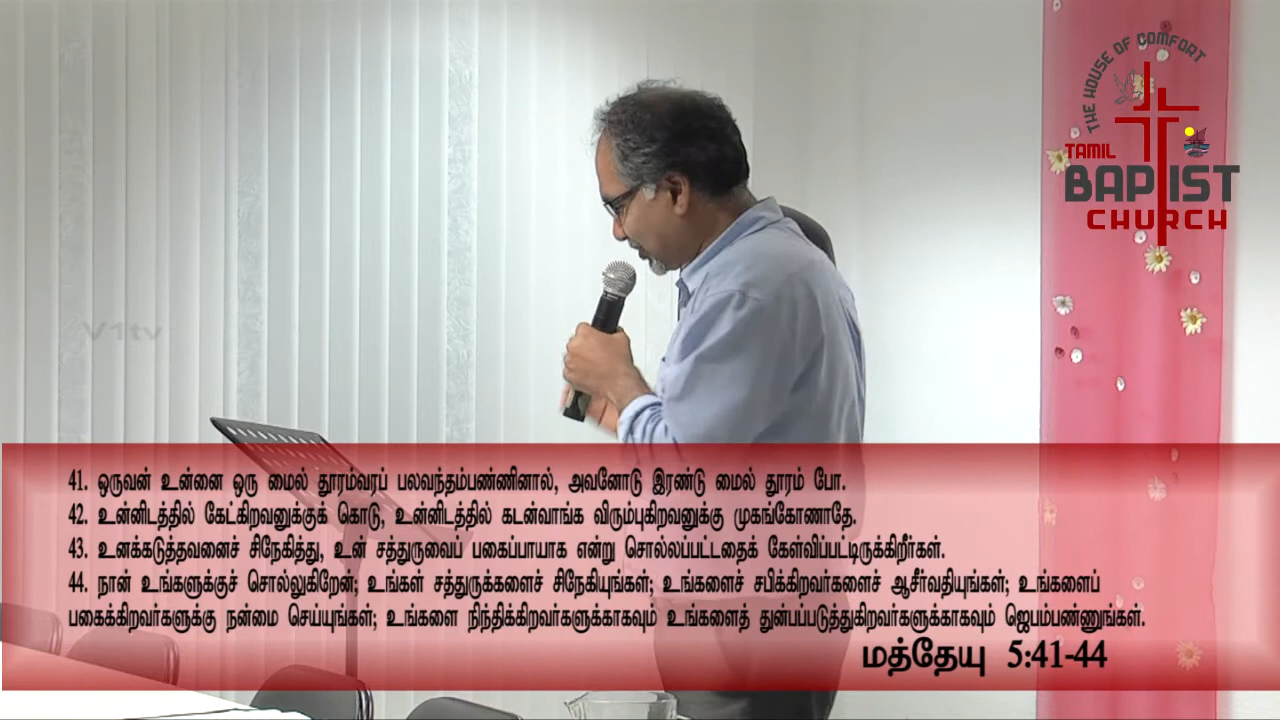 THE HOUSE OF COMFORT
TAMIL
BAPTIST
CHURCH
V1tv
41. ஒருவன் உன்னை ஒரு மைல் தூரம்வரப் பலவந்தம்பண்ணினால், அவனோடு இரண்டு மைல் தூரம் போ.
42. உன்னிடத்தில் கேட்கிறவனுக்குக் கொடு, உன்னிடத்தில் கடன்வாங்க விரும்புகிறவனுக்கு முகங்கோணாதே.
43. உனக்கடுத்தவனைச் சிநேகித்து, உன் சத்துருவைப் பகைப்பாயாக என்று சொல்லப்பட்டதைக் கேள்விப்பட்டிருக்கிறீர்கள்.
44. நான் உங்களுக்குச் சொல்லுகிறேன்; உங்கள் சத்துருக்களைச் சிநேகியுங்கள்; உங்களைச் சபிக்கிறவர்களைச் ஆசீர்வதியுங்கள்; உங்களைப்
பகைக்கிறவர்களுக்கு நன்மை செய்யுங்கள்; உங்களை நிந்திக்கிறவர்களுக்காகவும் உங்களைத் துன்பப்படுத்துகிறவர்களுக்காகவும் ஜெபம்பண்ணுங்கள்.
மத்தேயு 5:41-44